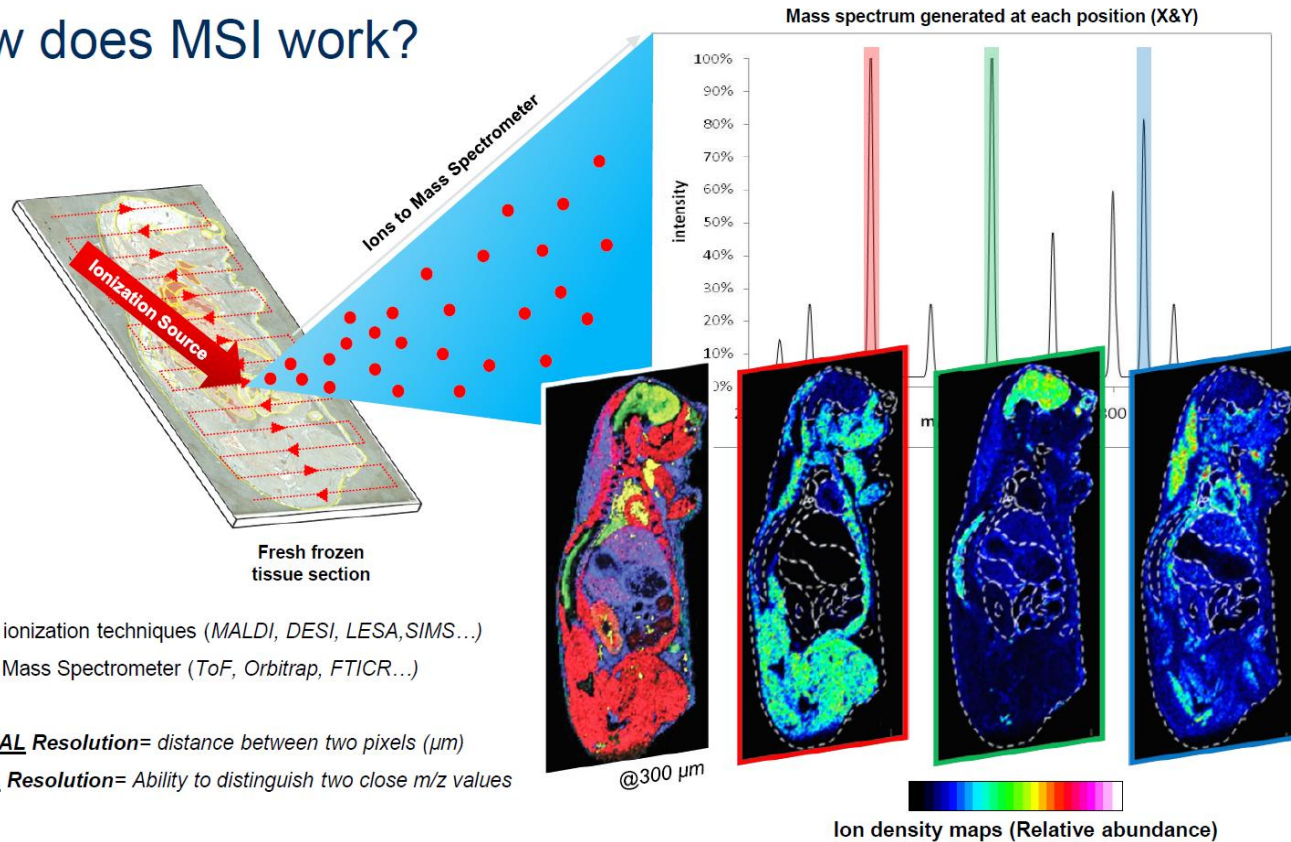 w does MSI work?
Mass spectrum generated at each position (X&Y)
Ions to Mass Spectrometer
Ionization Source
intensity
100%
90%
80%
70%
60%
50%
40%
30%
20%
10%
0%
2
m
800
Fresh frozen
tissue section
ionization techniques (MALDI, DESI, LESA,SIMS…)
Mass Spectrometer (ToF, Orbitrap, FTICR…)
AL Resolution= distance between two pixels (µm)
Resolution= Ability to distinguish two close m/z values
@300 µm
Ion density maps (Relative abundance)